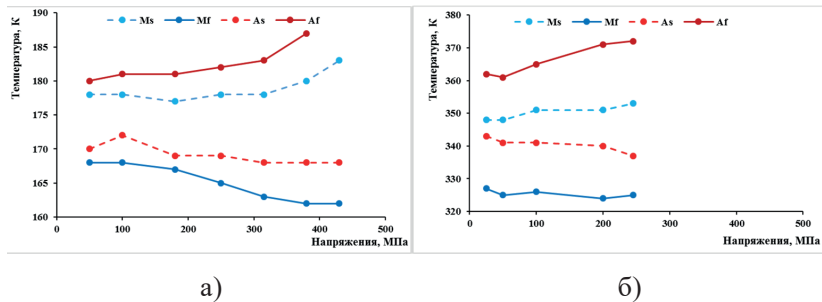 Ms Mf As Af
Температура, К
190
185
180
175
170
165
160
0 100 200 300 400 500
Напряжения, МПа
а)
Ms Mf As Af
Температура, К
380
370
360
350
340
330
320
0 100 200 300 400 500
Напряжения, МПа
б)